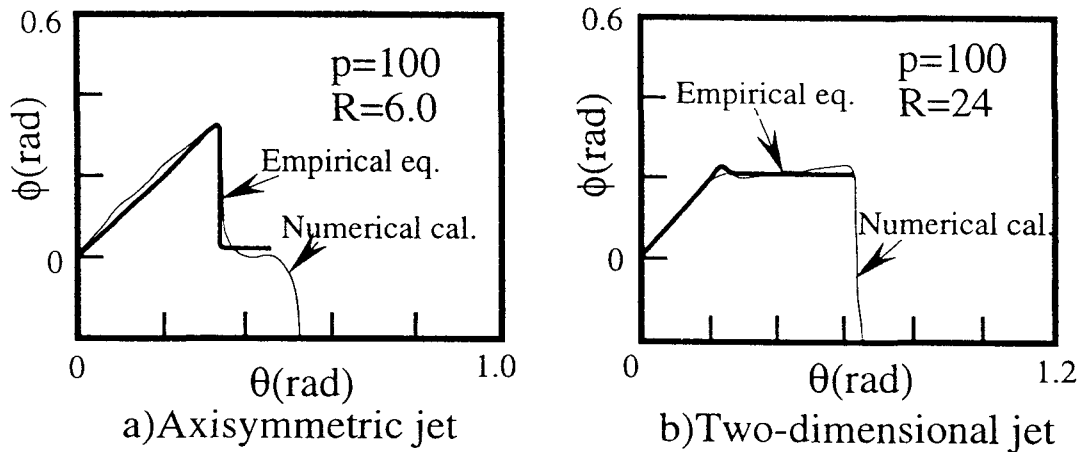 0.6
p=100
R=6.0
ϕ(rad)
Empirical eq.
Numerical cal.
0
0
1.0
θ(rad)
a)Axisymmetric jet
0.6
p=100
R=24
Empirical eq.
ϕ(rad)
Numerical cal.
0
0
1.2
θ(rad)
b)Two-dimensional jet